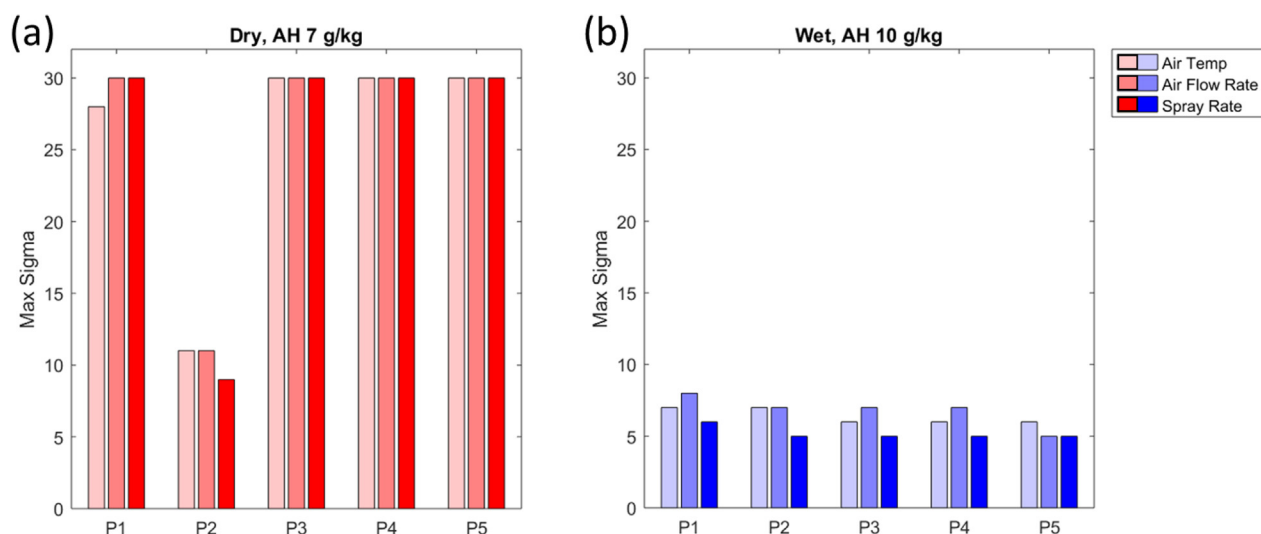 (a)
Dry, AH 7 g/kg
Max Sigma
30
25
20
15
10
5
0
P1 P2 P3 P4 P5
(b)
Wet, AH 10 g/kg
Max Sigma
30
25
20
15
10
5
0
P1 P2 P3 P4 P5
Air Temp
Air Flow Rate
Spray Rate